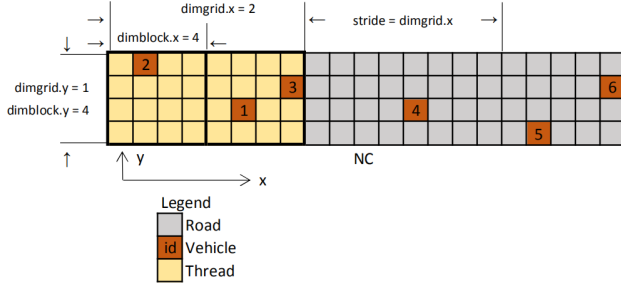 dimgrid.x = 2
stride = dimgrid.x
dimblock.x = 4
2
dimgrid.y = 1
3
6
dimblock.y = 4
1
4
5
y
NC
x
Legend
Road
id Vehicle
Thread